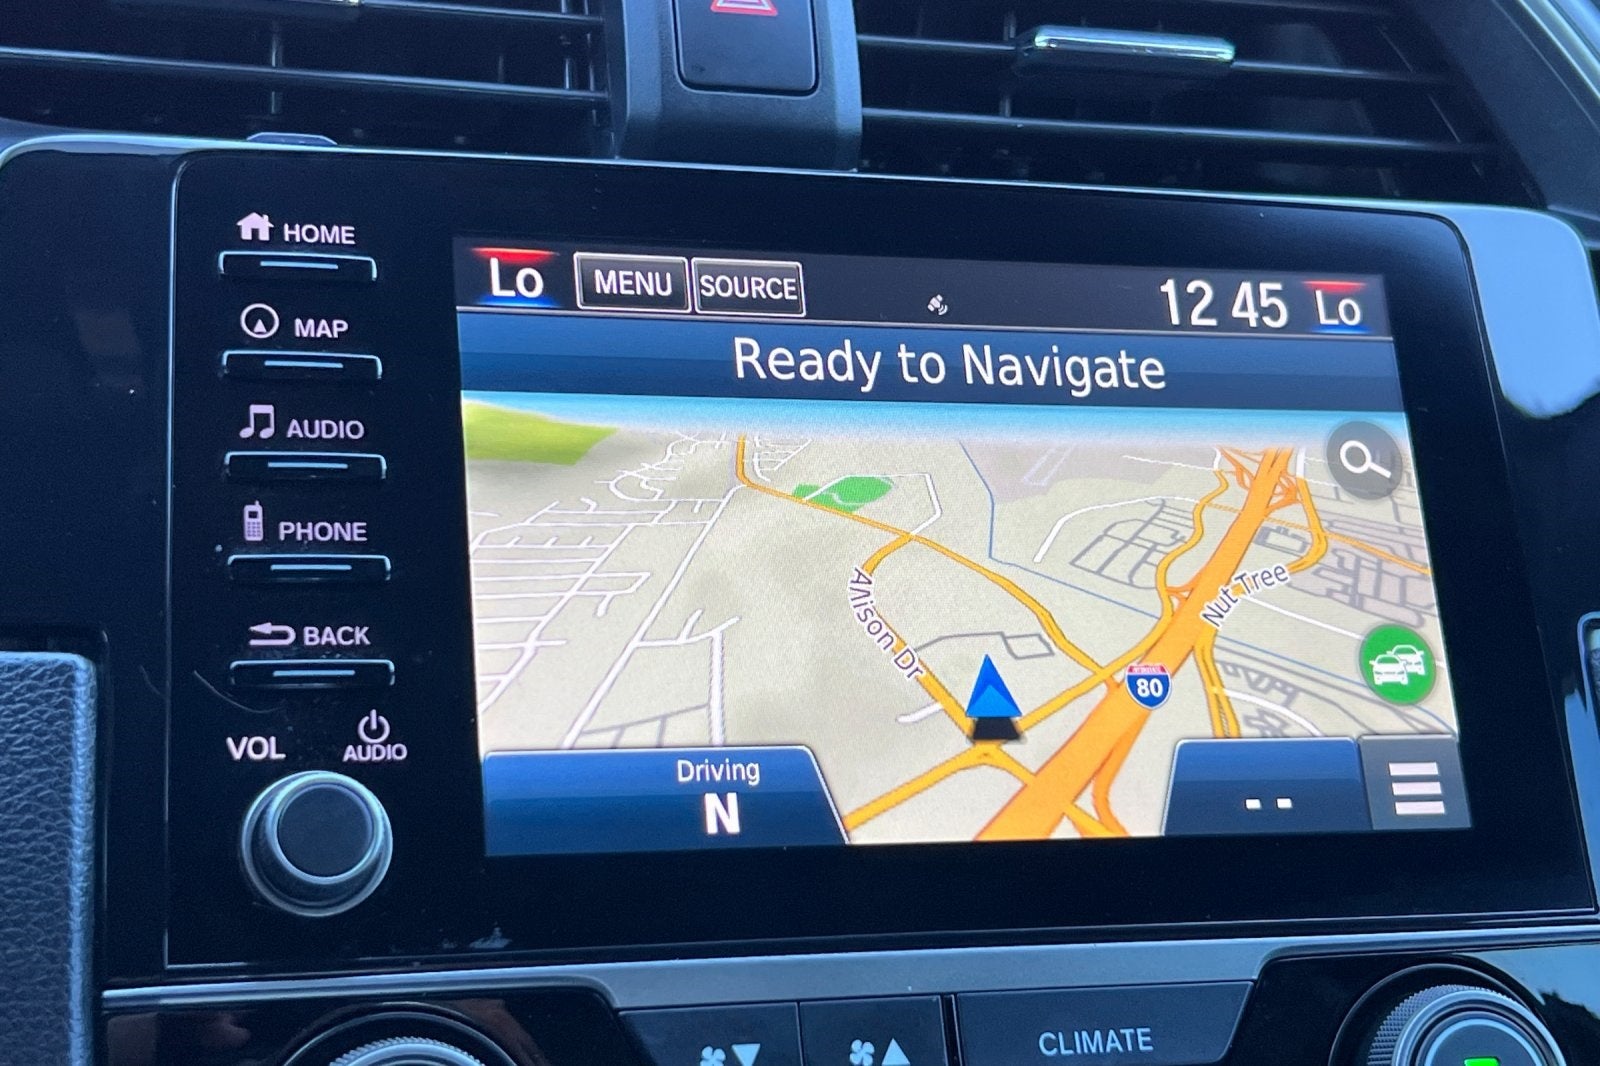 HOME
MAP
AUDIO
PHONE
BACK
VOL
AUDIO
Lo
MENU
SOURCE
12 45
Lo
Ready to Navigate
Allison Dr
Nut Tree
80
Driving
N
--
CLIMATE